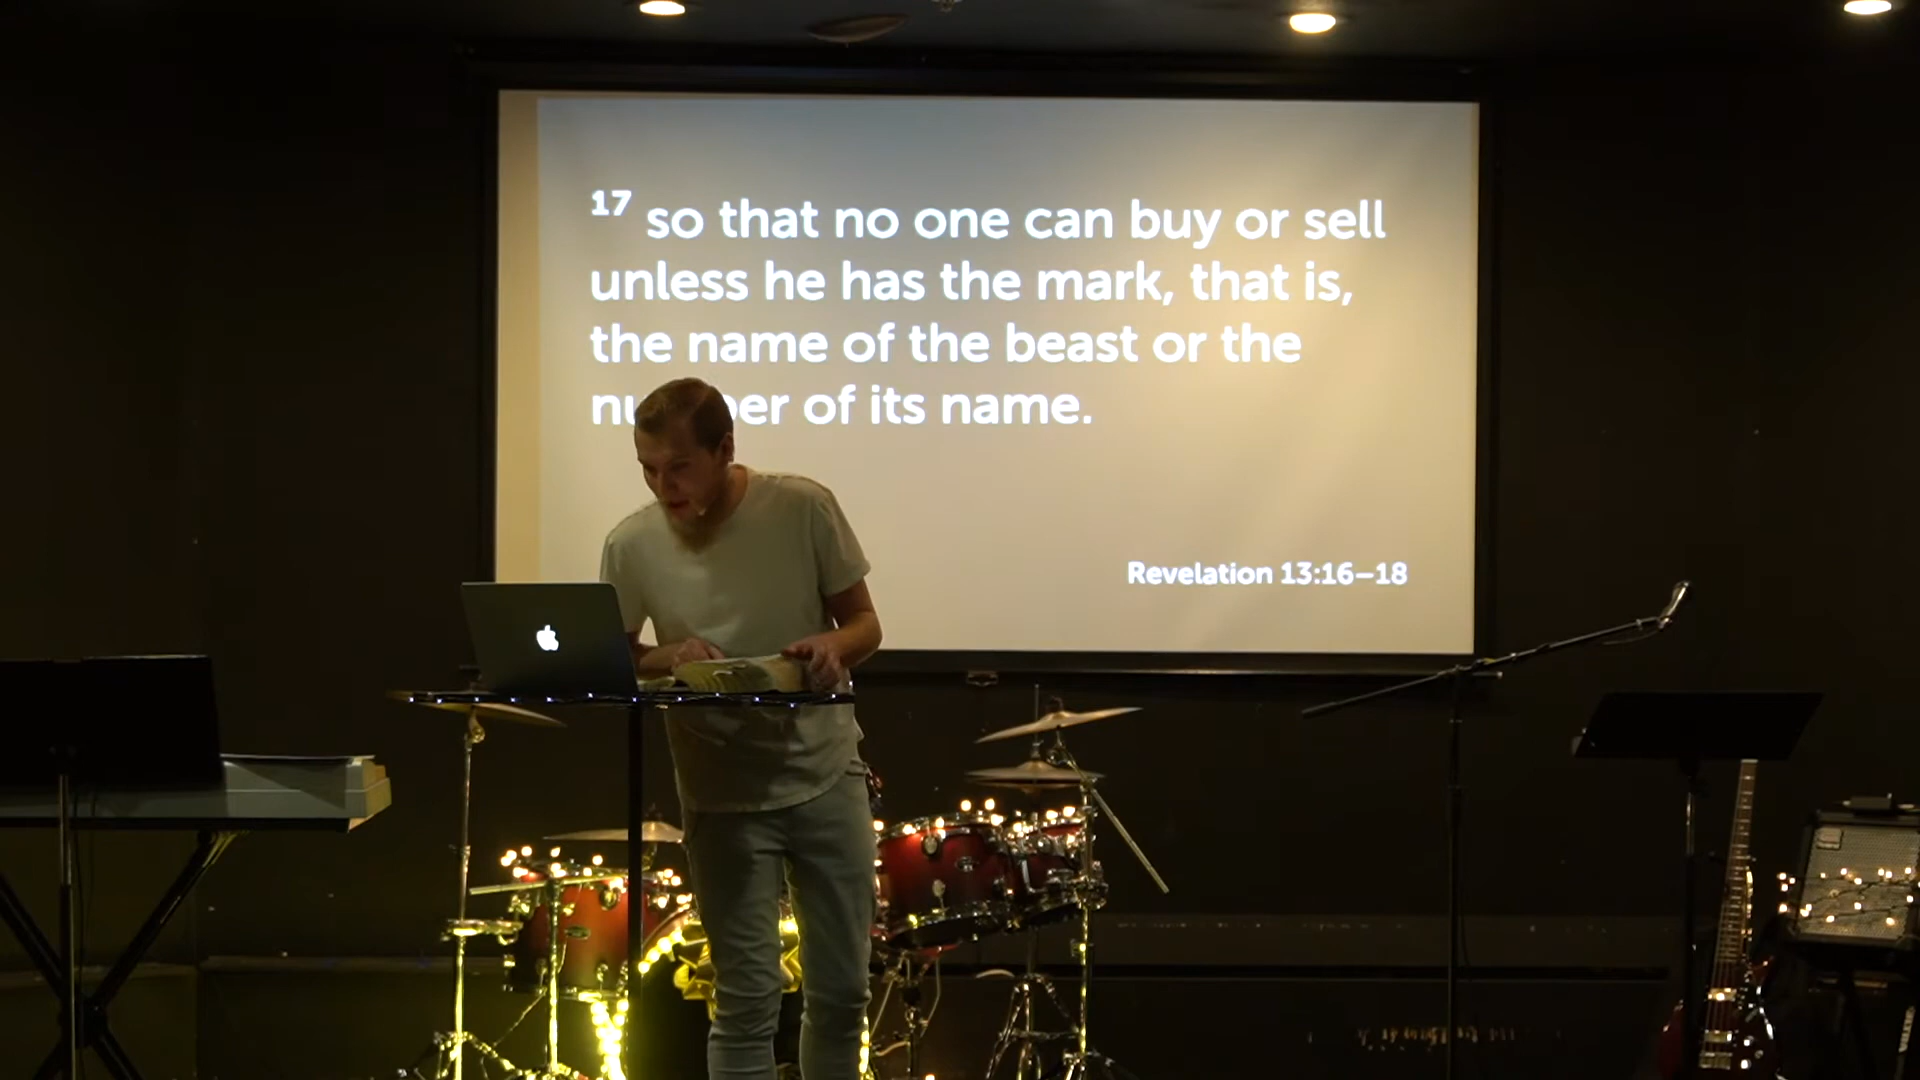 17 so that no one can buy or sell
unless he has the mark, that is,
the name of the beast or the
of its name.
Revelation 13:16–18